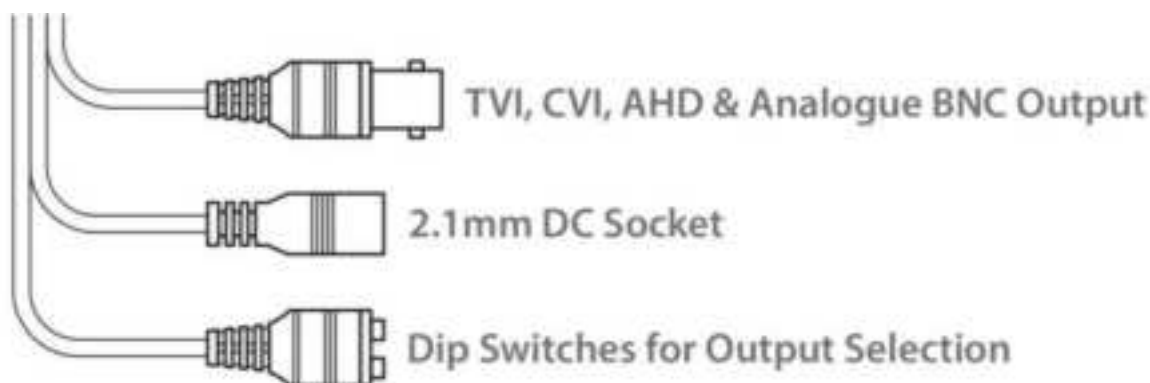 TVI, CVI, AHD & Analogue BNC Output
2.1mm DC Socket
Dip Switches for Output Selection